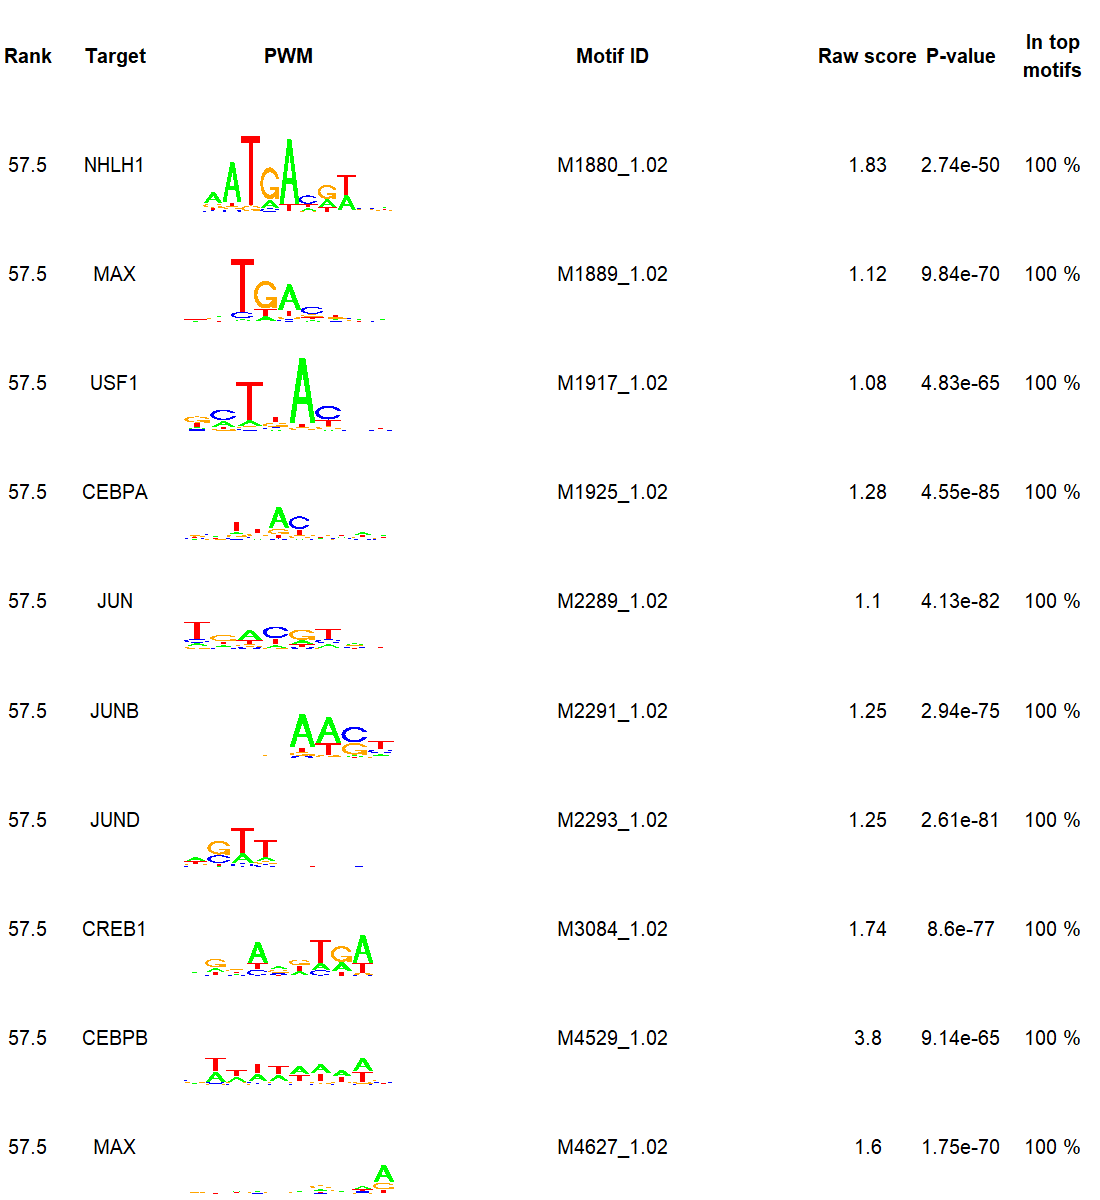 Rank Target PWM Motif ID Raw score P-value In top motifs
57.5 NHLH1 M1880_1.02 1.83 2.74e-50 100 %
57.5 MAX M1889_1.02 1.12 9.84e-70 100 %
57.5 USF1 M1917_1.02 1.08 4.83e-65 100 %
57.5 CEBPA M1925_1.02 1.28 4.55e-85 100 %
57.5 JUN M2289_1.02 1.1 4.13e-82 100 %
57.5 JUNB M2291_1.02 1.25 2.94e-75 100 %
57.5 JUND M2293_1.02 1.25 2.61e-81 100 %
57.5 CREB1 M3084_1.02 1.74 8.6e-77 100 %
57.5 CEBPB M4529_1.02 3.8 9.14e-65 100 %
57.5 MAX M4627_1.02 1.6 1.75e-70 100 %